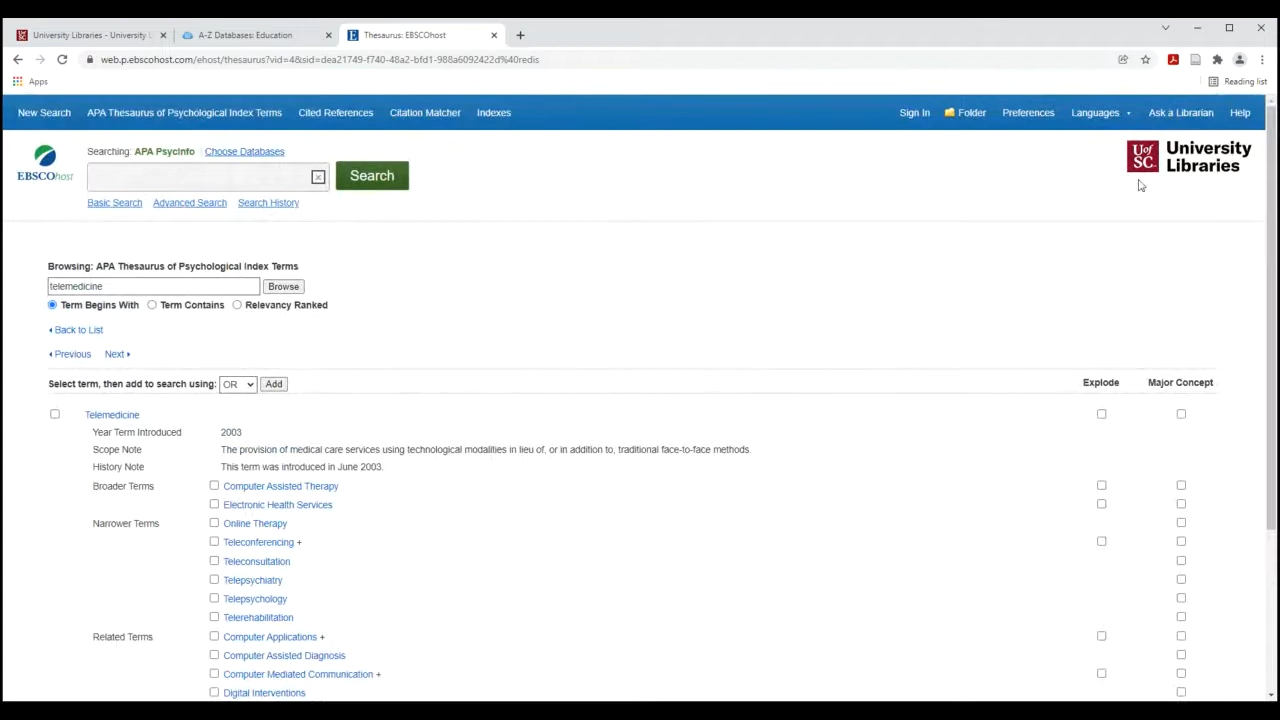 University Libraries - University
A-Z Databases: Education
Thesaurus: EBSCOhost
web.p.ebscohost.com/ehost/thesaurus?vid=4&sid=dea21749-f740-48a2-bfd1-988a6092422d%40redis
Apps
Reading list
New Search APA Thesaurus of Psychological Index Terms Cited References Citation Matcher Indexes Sign In Folder Preferences Languages Ask a Librarian Help
Searching: APA PsycInfo Choose Databases
EBSCOhost
Search
Basic Search Advanced Search Search History
UofSC University Libraries
Browsing: APA Thesaurus of Psychological Index Terms
telemedicine Browse
Term Begins With Term Contains Relevancy Ranked
Back to List
Previous Next
Select term, then add to search using: OR Add Explode Major Concept
Telemedicine
Year Term Introduced 2003
Scope Note The provision of medical care services using technological modalities in lieu of, or in addition to, traditional face-to-face methods.
History Note This term was introduced in June 2003.
Broader Terms Computer Assisted Therapy
Electronic Health Services
Narrower Terms Online Therapy
Teleconferencing +
Teleconsultation
Telepsychiatry
Telepsychology
Telerehabilitation
Related Terms Computer Applications +
Computer Assisted Diagnosis
Computer Mediated Communication +
Digital Interventions